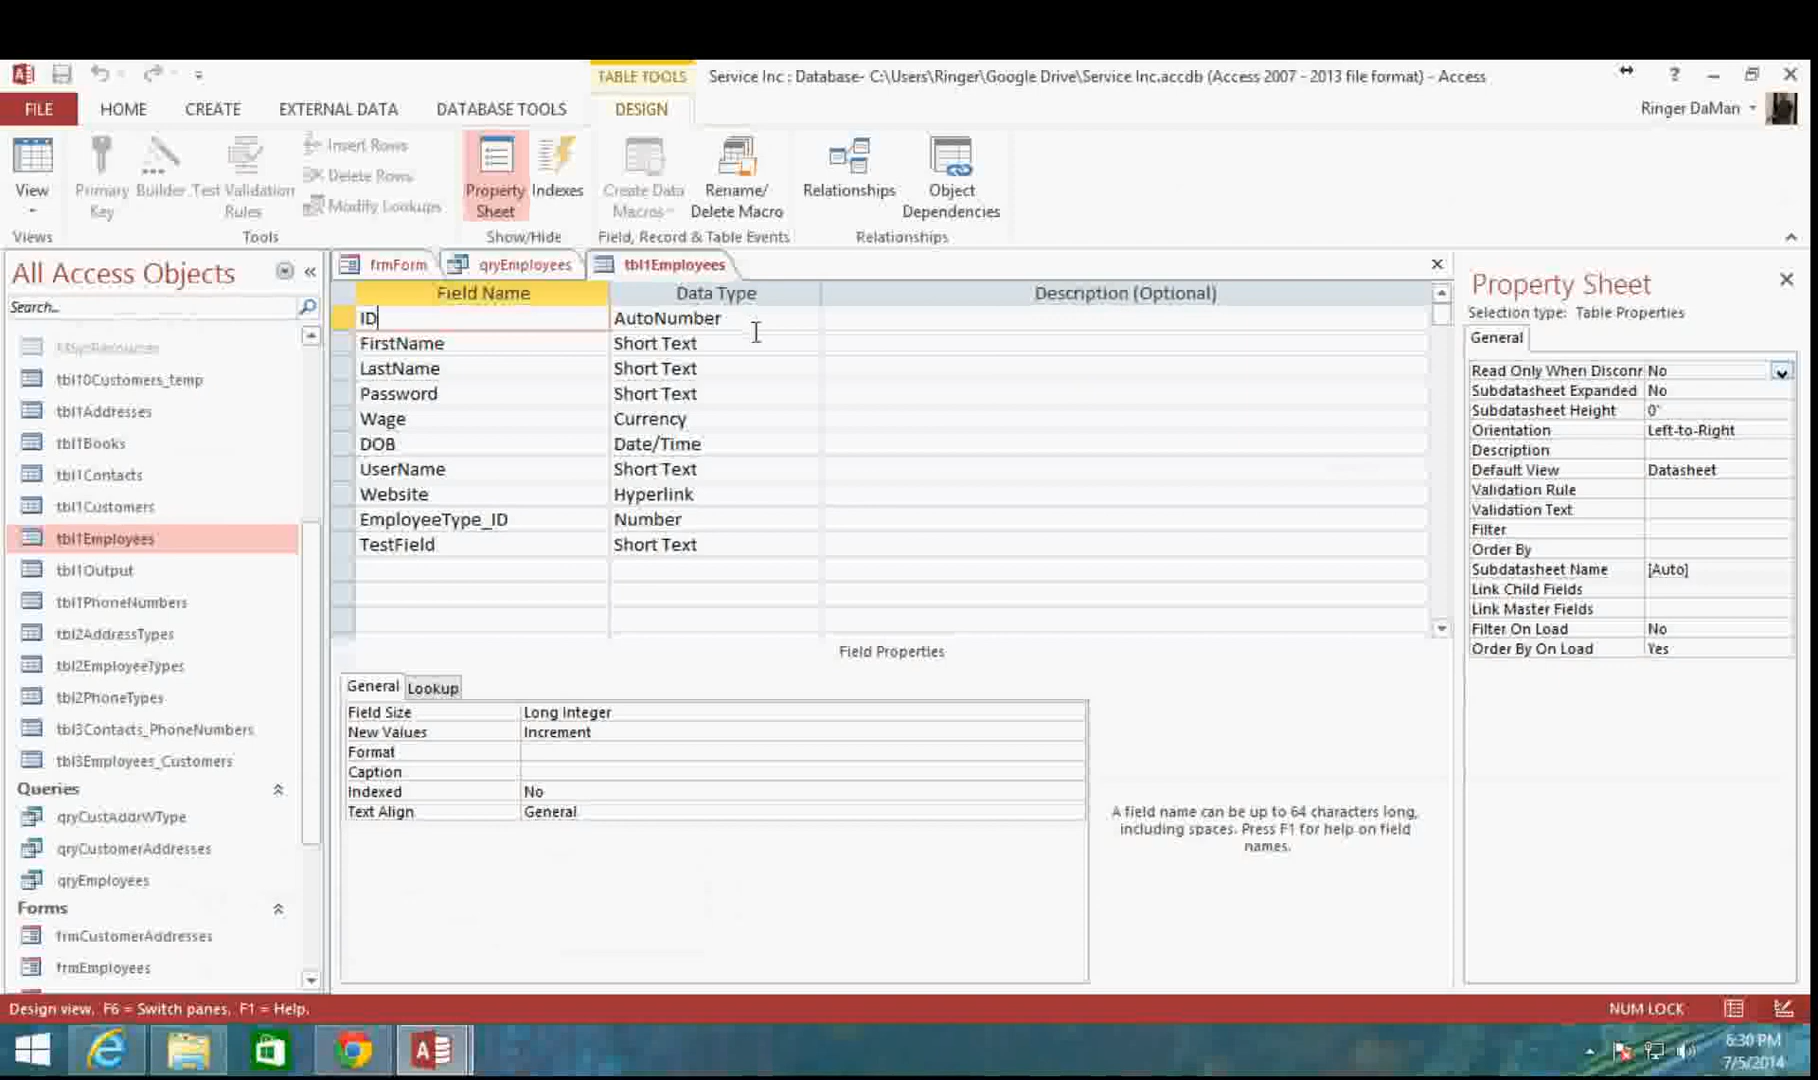 TABLE TOOLS
Service Inc : Database- C:\Users\Ringer\Google Drive\Service Inc.accdb (Access 2007 - 2013 file format) - Access
?
FILE
HOME
CREATE
EXTERNAL DATA
DATABASE TOOLS
DESIGN
Ringer DaMan
View
Primary Key
Builder
Test Validation Rules
Insert Rows
Delete Rows
Modify Lookups
Property Sheet
Indexes
Create Data Macros
Rename/ Delete Macro
Relationships
Object Dependencies
Views
Tools
Show/Hide
Field, Record & Table Events
Relationships
All Access Objects
Search...
tbl10Customers_temp
tbl1Addresses
tbl1Books
tbl1Contacts
tbl1Customers
tbl1Employees
tbl1Output
tbl1PhoneNumbers
tbl2AddressTypes
tbl2EmployeeTypes
tbl2PhoneTypes
tbl3Contacts_PhoneNumbers
tbl3Employees_Customers
Queries
qryCustAddrWType
qryCustomerAddresses
qryEmployees
Forms
frmCustomerAddresses
frmEmployees
frmForm
qryEmployees
tbl1Employees
Field Name Data Type Description (Optional)
ID AutoNumber
FirstName Short Text
LastName Short Text
Password Short Text
Wage Currency
DOB Date/Time
UserName Short Text
Website Hyperlink
EmployeeType_ID Number
TestField Short Text
Field Properties
General Lookup
Field Size Long Integer
New Values Increment
Format
Caption
Indexed No
Text Align General
A field name can be up to 64 characters long,
including spaces. Press F1 for help on field
names.
Property Sheet
Selection type: Table Properties
General
Read Only When Disconr No
Subdatasheet Expanded No
Subdatasheet Height 0"
Orientation Left-to-Right
Description
Default View Datasheet
Validation Rule
Validation Text
Filter
Order By
Subdatasheet Name [Auto]
Link Child Fields
Link Master Fields
Filter On Load No
Order By On Load Yes
Design view, F6 = Switch panes, F1 = Help.
NUM LOCK
6:30 PM
7/5/2014